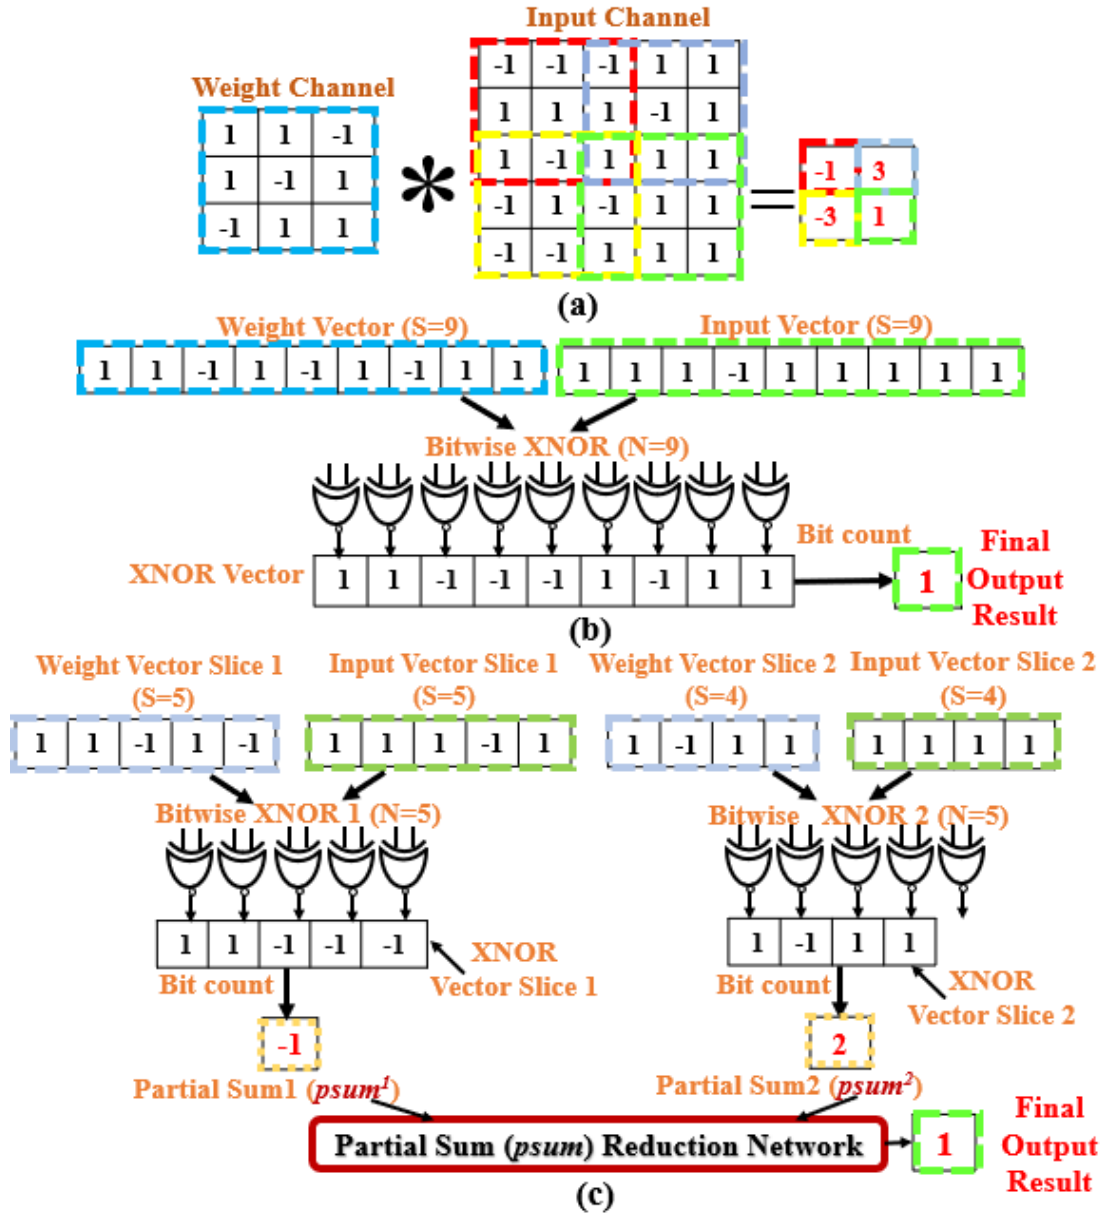 Input Channel
Weight Channel
-1 -1 -1 1 1
1 1 1 -1 1
1 -1 1 1 1
-1 1 -1 1 1
-1 -1 1 1 1
1 1 -1
1 -1 1
-1 1 1
*
=
-1 3
-3 1
(a)
Weight Vector (S=9)
Input Vector (S=9)
1 1 -1 1 -1 1 -1 1 1
1 1 1 -1 1 1 1 1 1
Bitwise XNOR (N=9)
XNOR Vector
1 1 -1 -1 -1 1 -1 1 1
Bit count
1
Final
Output
Result
(b)
Weight Vector Slice 1
(S=5)
Input Vector Slice 1
(S=5)
Weight Vector Slice 2
(S=4)
Input Vector Slice 2
(S=4)
1 1 -1 1 -1
1 1 1 -1 1
1 -1 1 1
1 1 1 1
Bitwise XNOR 1 (N=5)
Bitwise XNOR 2 (N=5)
1 1 -1 -1 -1
XNOR
Vector Slice 1
1 -1 1 1
XNOR
Vector Slice 2
Bit count
Bit count
-1
2
Partial Sum1 (psum¹)
Partial Sum2 (psum²)
Partial Sum (psum) Reduction Network
1
Final
Output
Result
(c)